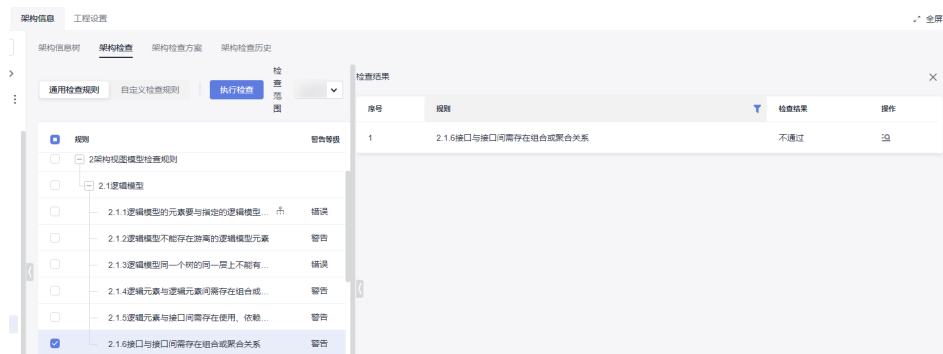 架构信息 工程设置 全屏
架构信息树 架构检查 架构检查方案 架构检查历史
通用检查规则 自定义检查规则 执行检查 检查范围
检查结果
规则 警告等级
2架构视图模型检查规则
2.1逻辑模型
2.1.1逻辑模型的元素要与指定的逻辑模型... 错误
2.1.2逻辑模型不能存在游离的逻辑模型元素 警告
2.1.3逻辑模型同一个树的同一层上不能有... 错误
2.1.4逻辑元素与逻辑元素间需存在组合或... 警告
2.1.5逻辑元素与接口间需存在使用、依赖... 警告
2.1.6接口与接口间需存在组合或聚合关系 警告
序号 规则 检查结果 操作
1 2.1.6接口与接口间需存在组合或聚合关系 不通过